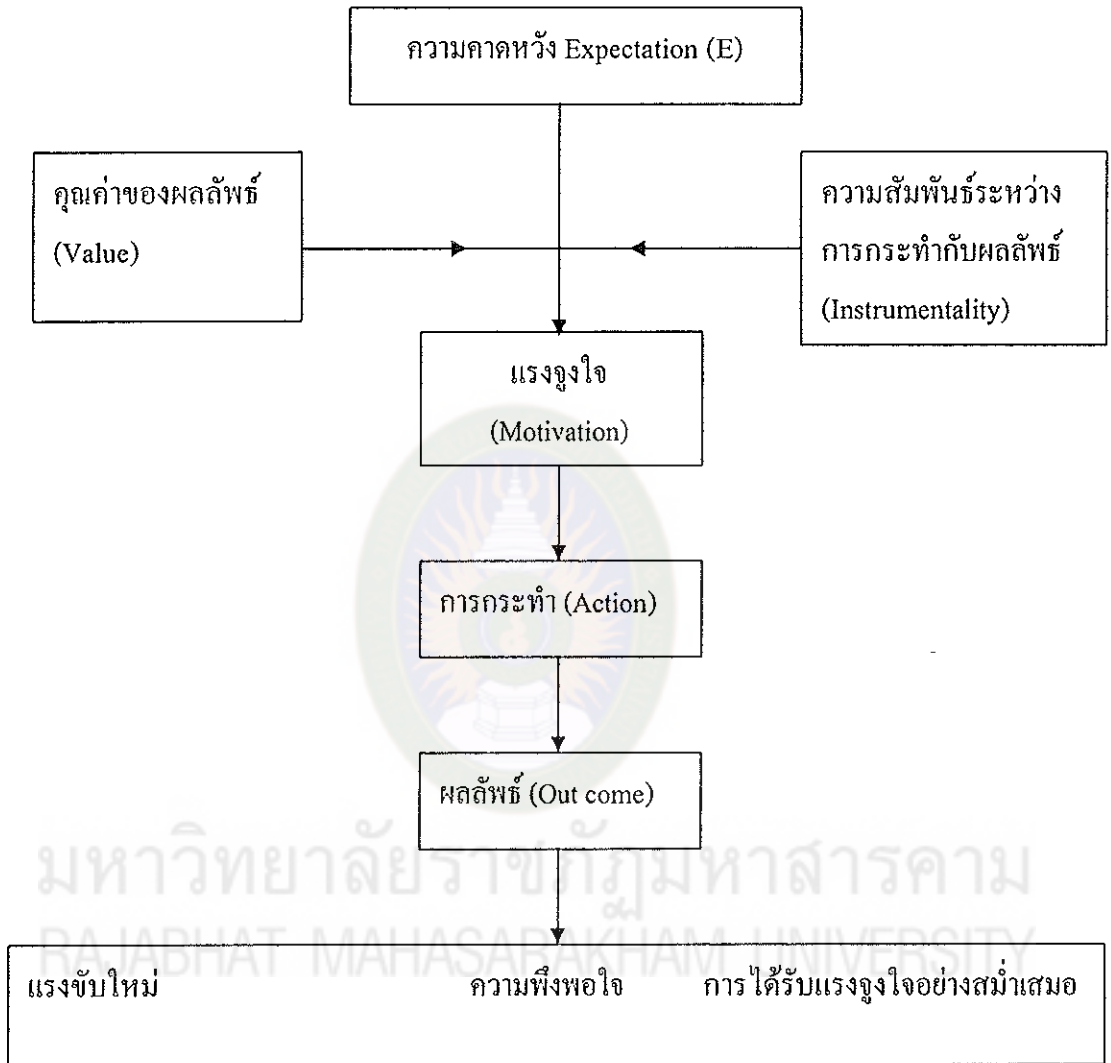 ความคาดหวัง Expectation (E)
คุณค่าของผลลัพธ์
(Value)
ความสัมพันธ์ระหว่าง
การกระทำกับผลลัพธ์
(Instrumentality)
แรงจูงใจ
(Motivation)
การกระทำ (Action)
ผลลัพธ์ (Out come)
มหาวิทยาลัยราชภัฏมหาสารคาม
RAJABHAT MAHASARAKHAM UNIVERSITY
แรงขับใหม่ ความพึงพอใจ การได้รับแรงจูงใจอย่างสม่ำเสมอ